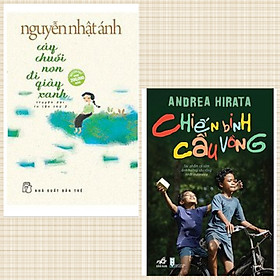 nguyễn nhật ánh
cây chuối
non
đi
giày
xanh
NHÀ XUẤT BẢN TRẺ
ANDREA HIRATA
CHIẾN BINH
CẦU VỒNG